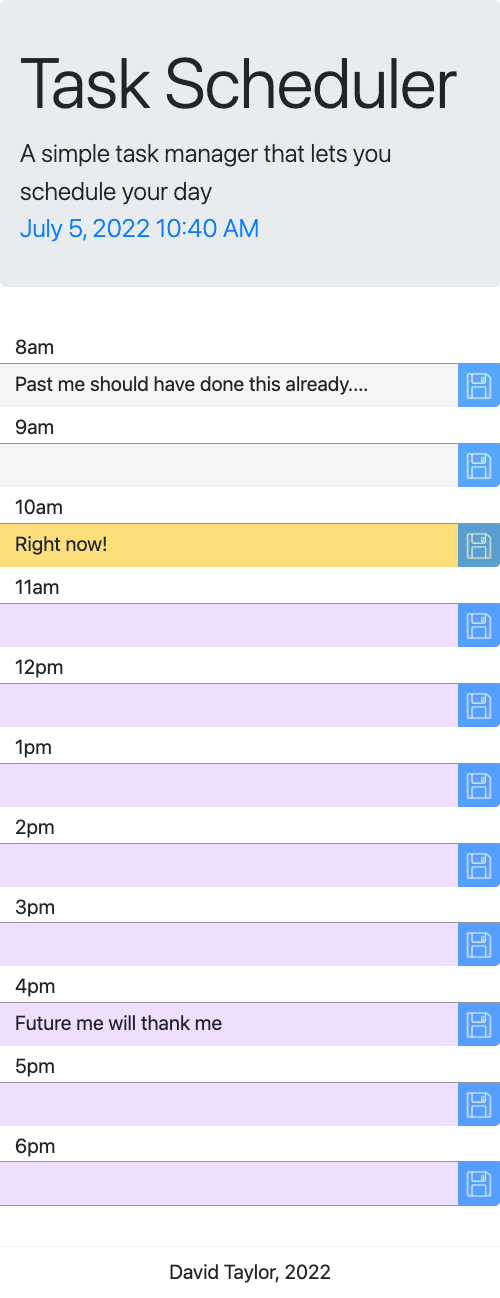 Task Scheduler
A simple task manager that lets you
schedule your day
July 5, 2022 10:40 AM
8am
Past me should have done this already....
9am
10am
Right now!
11am
12pm
1pm
2pm
3pm
4pm
Future me will thank me
5pm
6pm
David Taylor, 2022